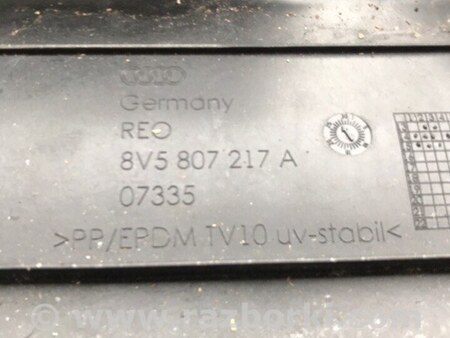 Germany
REO
8V5 807 217 A
07335
>PP/EPDM TV10 uv-stabil<